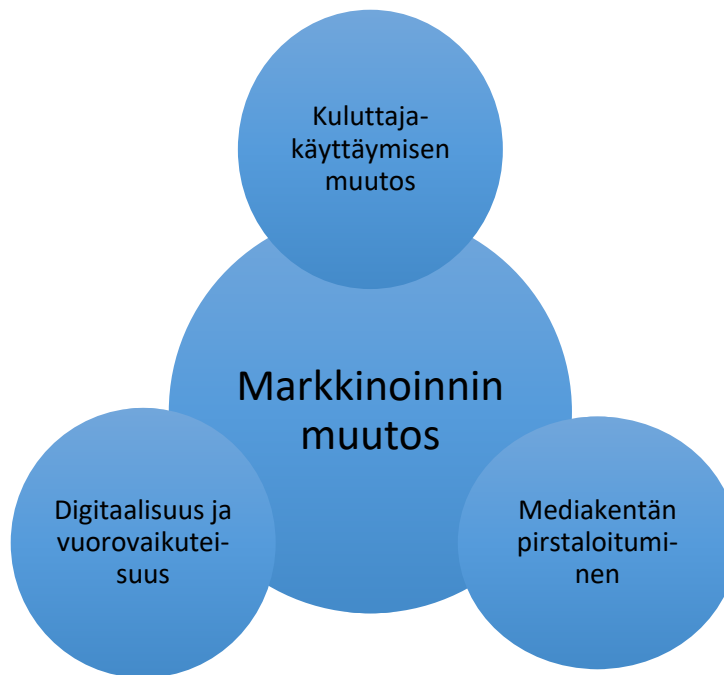 Kuluttaja-
käyttäymisen
muutos
Markkinoinnin
muutos
Digitaalisuus ja
vuorovaikutei-
suus
Mediakentän
pirstaloitumi-
nen